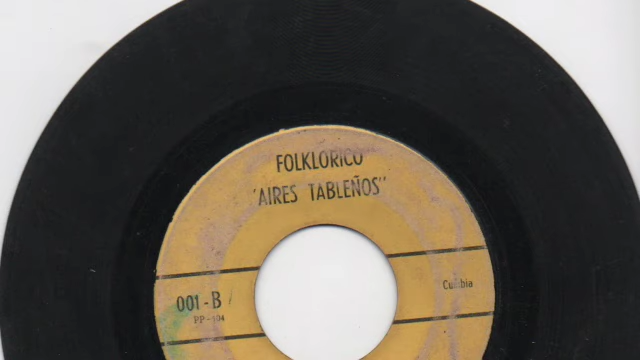 FOLKLORICO
"AIRES TABLEÑOS"
001-B
PP-104
Cumbia